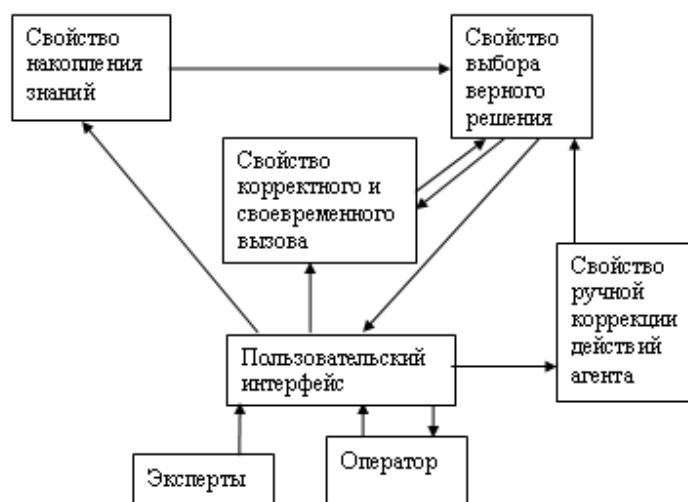 Свойство
накопления
знаний
Свойство
выбора
верного
решения
Свойство
корректного и
своевременного
вызова
Свойство
ручной
коррекции
действий
агента
Пользовательский
интерфейс
Эксперты
Оператор